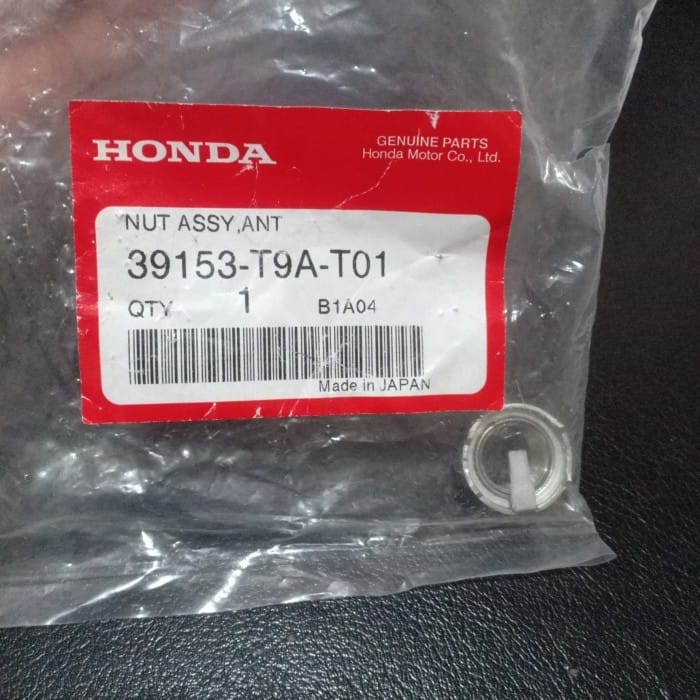 HONDA
GENUINE PARTS
Honda Motor Co., Ltd.
NUT ASSY,ANT
39153-T9A-T01
QTY 1 B1A04
Made in JAPAN